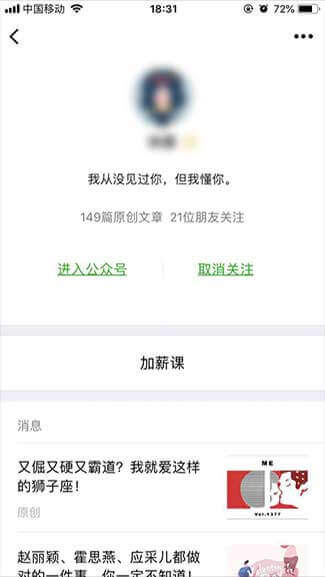 中国移动 18:31 72%
我从没见过你，但我懂你。
149篇原创文章 21位朋友关注
进入公众号 取消关注
加薪课
消息
又倔又硬又霸道？我就爱这样
的狮子座！
原创
ME
Ver.1377
赵丽颖、霍思燕、应采儿都做
对的一件事，你一定不知道！